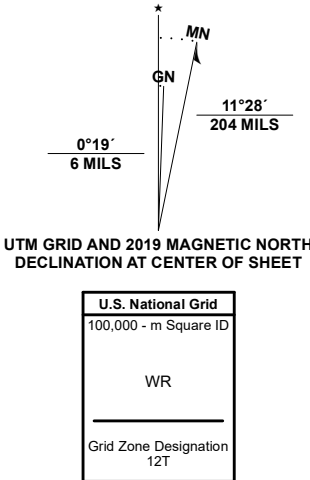 ★
MN
GN
11°28´
204 MILS
0°19´
6 MILS
UTM GRID AND 2019 MAGNETIC NORTH
DECLINATION AT CENTER OF SHEET
U.S. National Grid
100,000 - m Square ID
WR
Grid Zone Designation
12T